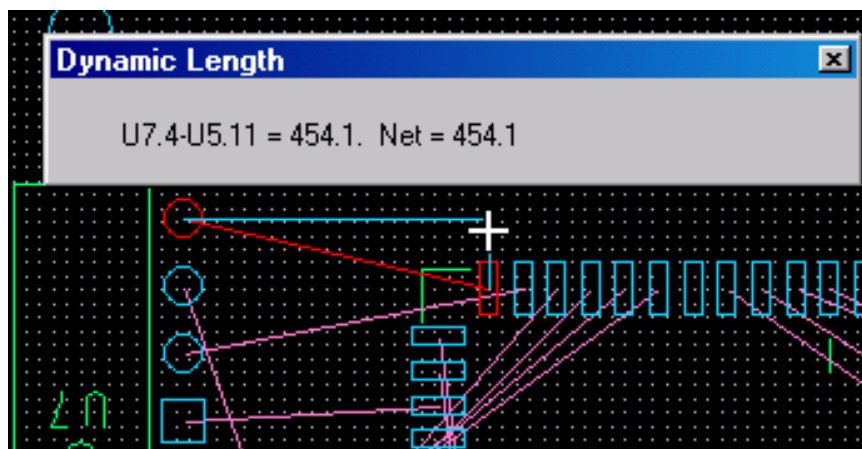 Dynamic Length
U7.4-U5.11 = 454.1. Net = 454.1